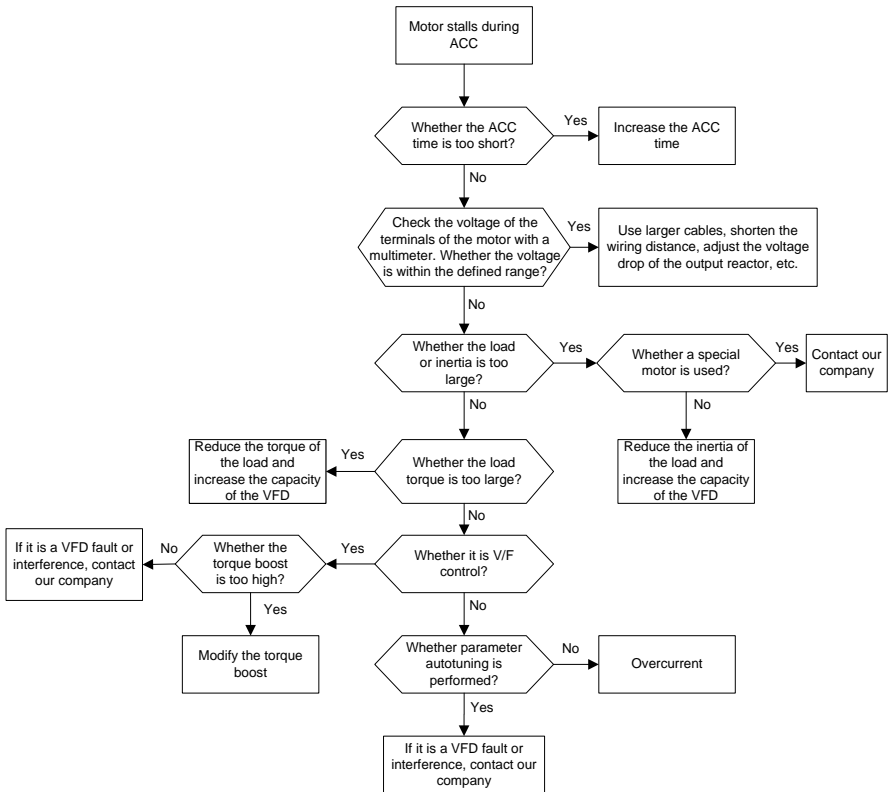 Motor stalls during
ACC
Whether the ACC
time is too short?
Yes
Increase the ACC
time
No
Check the voltage of the
terminals of the motor with a
multimeter. Whether the voltage
is within the defined range?
Yes
Use larger cables, shorten the
wiring distance, adjust the voltage
drop of the output reactor, etc.
No
Whether the load
or inertia is too
large?
Yes
Whether a special
motor is used?
Yes
Contact our
company
No
No
Reduce the torque of
the load and
increase the capacity
of the VFD
Yes
Whether the load
torque is too large?
Reduce the inertia of
the load and
increase the capacity
of the VFD
No
If it is a VFD fault or
interference, contact
our company
No
Whether the
torque boost
is too high?
Yes
Whether it is V/F
control?
Yes
No
Modify the torque
boost
Whether parameter
autotuning is
performed?
No
Overcurrent
Yes
If it is a VFD fault or
interference, contact our
company